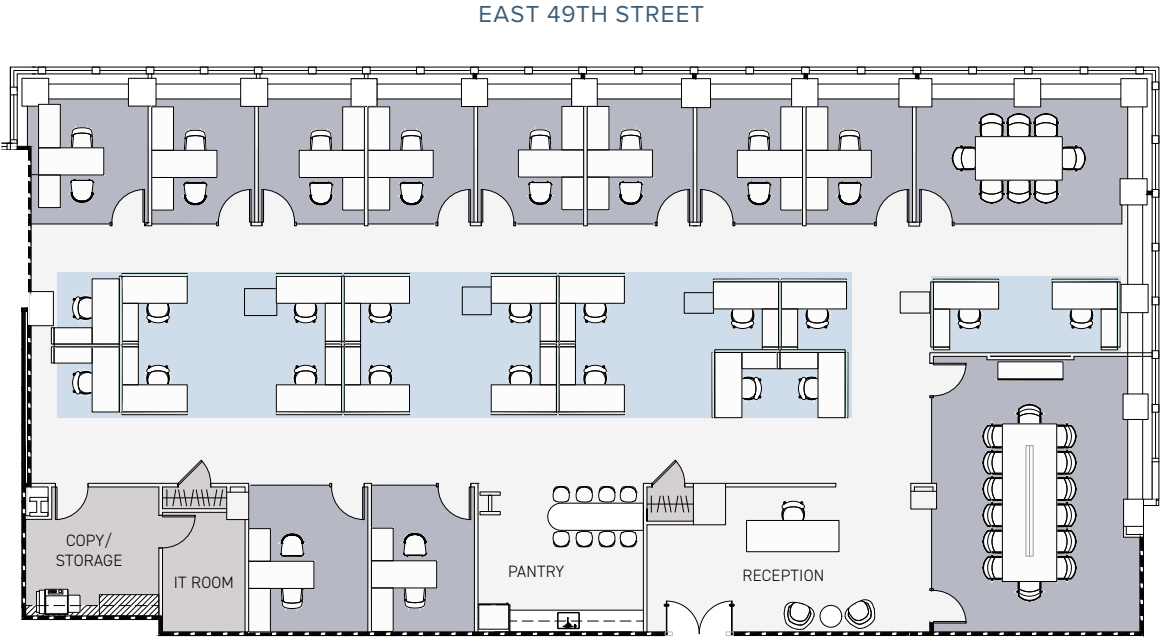 EAST 49TH STREET
COPY/
STORAGE
IT ROOM
PANTRY
RECEPTION